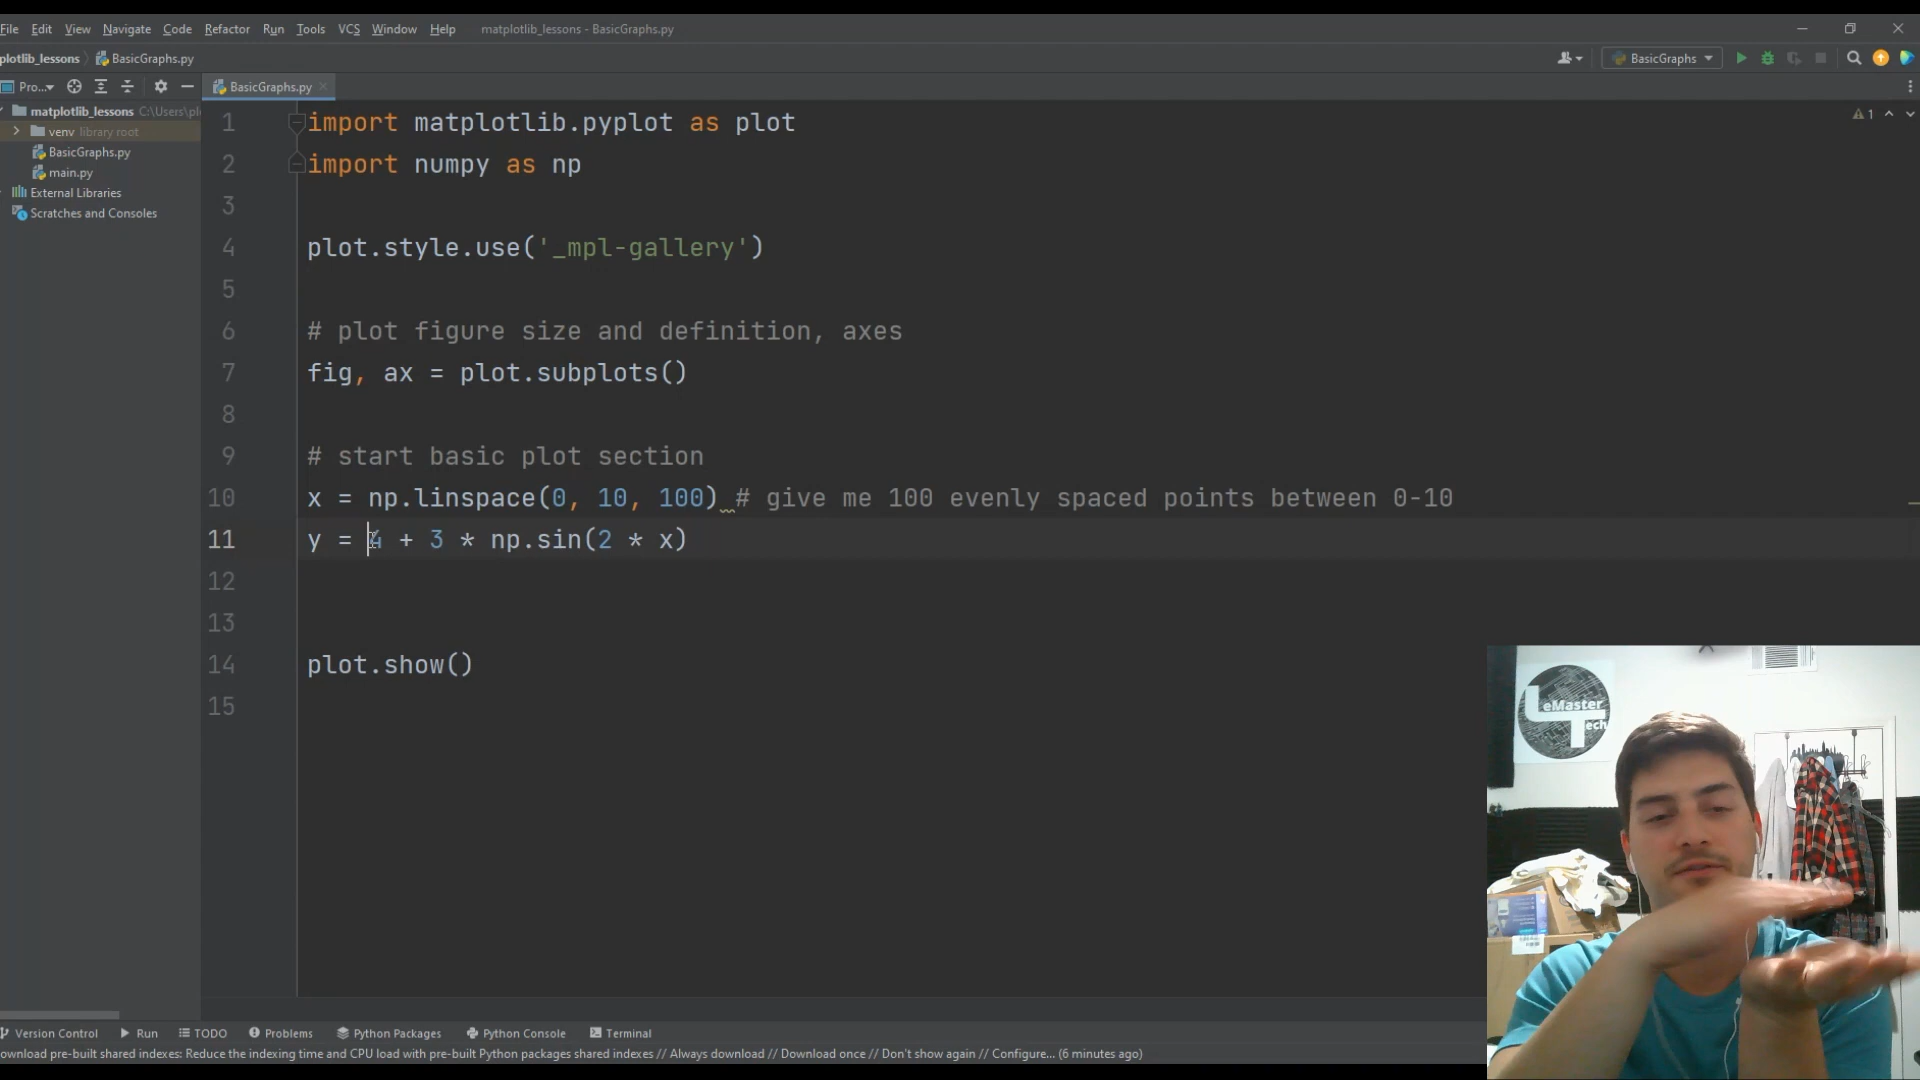 File Edit View Navigate Code Refactor Run Tools VCS Window Help matplotlib_lessons - BasicGraphs.py
plotlib_lessons BasicGraphs.py BasicGraphs
Pro... BasicGraphs.py
matplotlib_lessons C:\Users\pl
venv library root
BasicGraphs.py
main.py
External Libraries
Scratches and Consoles
1
1 import matplotlib.pyplot as plot
2 import numpy as np
3
4 plot.style.use('_mpl-gallery')
5
6 # plot figure size and definition, axes
7 fig, ax = plot.subplots()
8
9 # start basic plot section
10 x = np.linspace(0, 10, 100) # give me 100 evenly spaced points between 0-10
11 y = 4 + 3 * np.sin(2 * x)
12
13
14 plot.show()
15
LeMaster
Tech
Version Control Run TODO Problems Python Packages Python Console Terminal
ownload pre-built shared indexes: Reduce the indexing time and CPU load with pre-built Python packages shared indexes // Always download // Download once // Don't show again // Configure... (6 minutes ago)